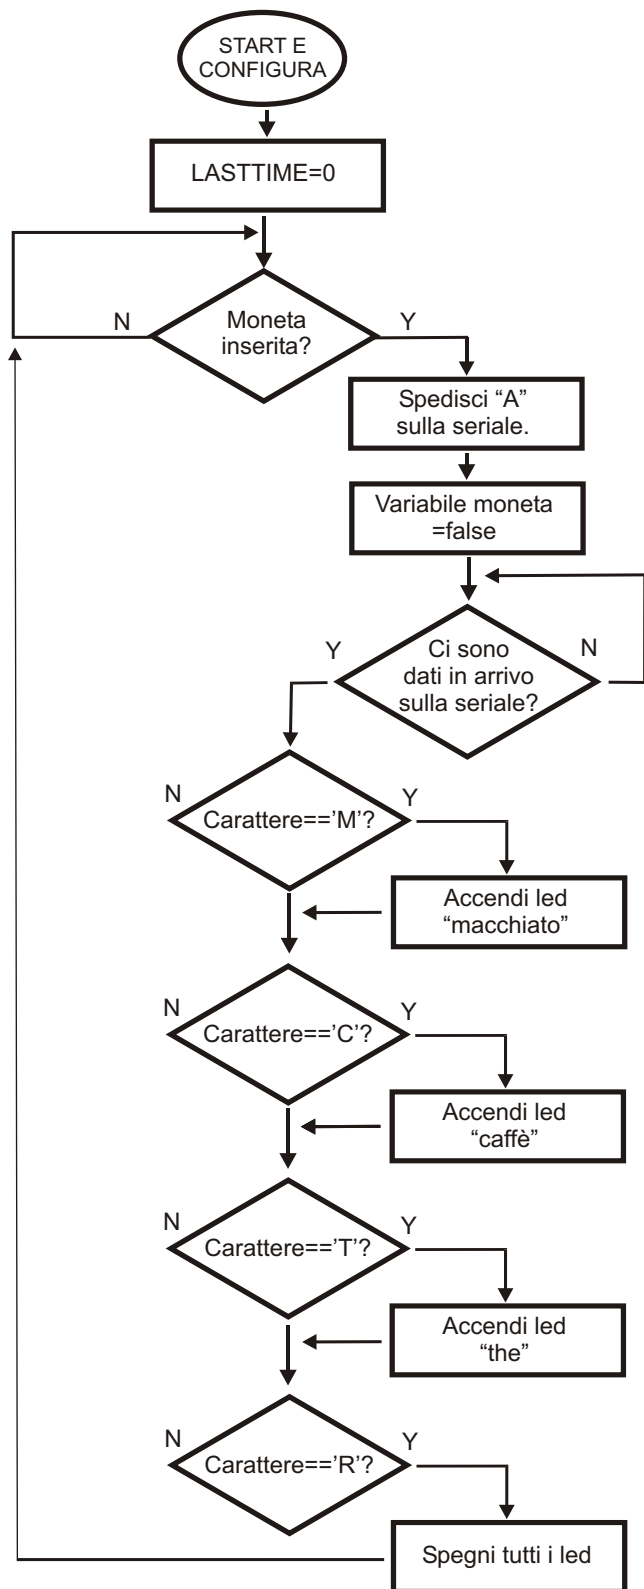 START E
CONFIGURA
LASTTIME=0
Moneta
inserita?
N
Y
Spedisci “A”
sulla seriale.
Variabile moneta
=false
Ci sono
dati in arrivo
sulla seriale?
Y
N
N
Y
Carattere==’M’?
Accendi led
“macchiato”
N
Y
Carattere==’C’?
Accendi led
“caffè”
N
Y
Carattere==’T’?
Accendi led
“the”
N
Y
Carattere==’R’?
Spegni tutti i led